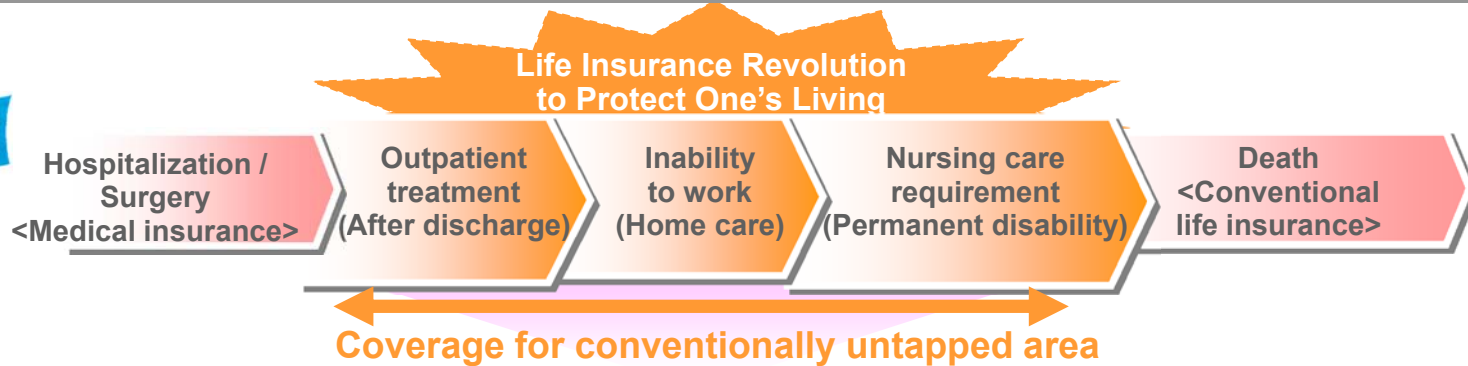 Life Insurance Revolution
to Protect One’s Living
Hospitalization /
Surgery
<Medical insurance>
Outpatient
treatment
(After discharge)
Inability
to work
(Home care)
Nursing care
requirement
(Permanent disability)
Death
<Conventional
life insurance>
Coverage for conventionally untapped area